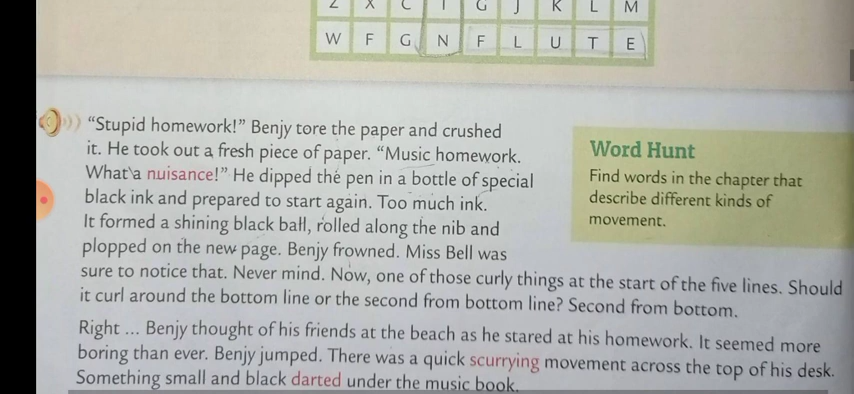 Z X C I G J K L M
W F G N F L U T E
“Stupid homework!” Benjy tore the paper and crushed
it. He took out a fresh piece of paper. “Music homework.
What a nuisance!” He dipped the pen in a bottle of special
black ink and prepared to start again. Too much ink.
It formed a shining black ball, rolled along the nib and
plopped on the new page. Benjy frowned. Miss Bell was
sure to notice that. Never mind. Now, one of those curly things at the start of the five lines. Should
it curl around the bottom line or the second from bottom line? Second from bottom.
Right ... Benjy thought of his friends at the beach as he stared at his homework. It seemed more
boring than ever. Benjy jumped. There was a quick scurrying movement across the top of his desk.
Something small and black darted under the music book.
Word Hunt
Find words in the chapter that
describe different kinds of
movement.